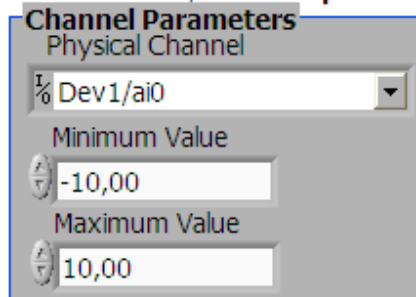 Channel Parameters
Physical Channel
I/O Dev1/ai0
Minimum Value
-10,00
Maximum Value
10,00